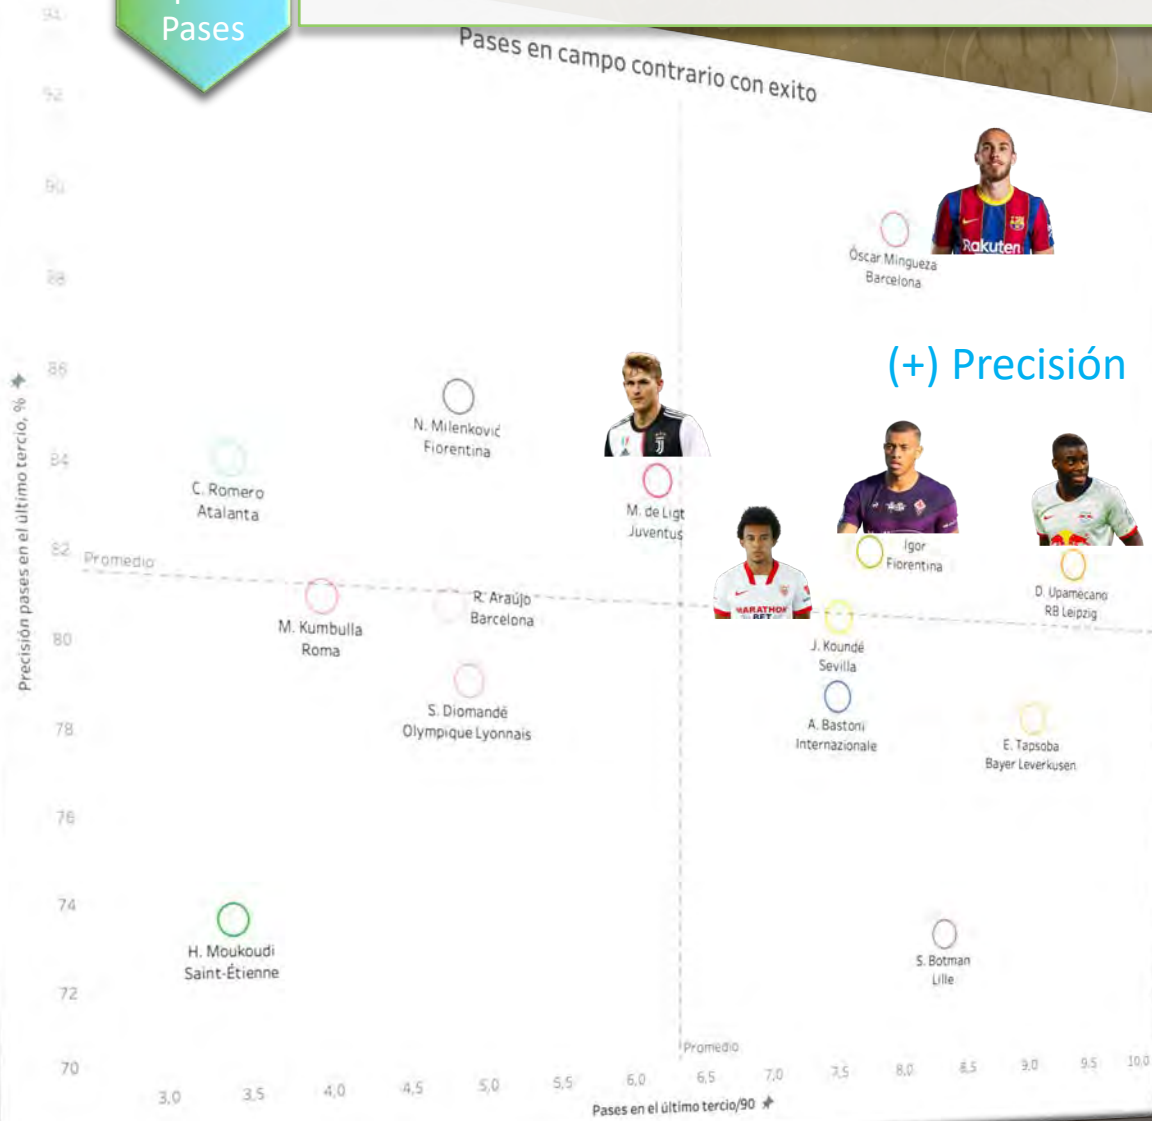 Pases
Pases en campo contrario con exito
94
92
90
88
86
84
82
80
78
76
74
72
70
Precisión pases en el último tercio, %
Rakuten
Óscar Mingueza
Barcelona
(+) Precisión
N. Milenković
Fiorentina
C. Romero
Atalanta
M. de Ligt
Juventus
Igor
Fiorentina
D. Upamecano
RB Leipzig
Promedio
MARATHON
BET
R. Araújo
Barcelona
M. Kumbulla
Roma
J. Koundé
Sevilla
S. Diomandé
Olympique Lyonnais
A. Bastoni
Internazionale
E. Tapsoba
Bayer Leverkusen
H. Moukoudi
Saint-Étienne
S. Botman
Lille
Promedio
3,0 3,5 4,0 4,5 5,0 5,5 6,0 6,5 7,0 7,5 8,0 8,5 9,0 9,5 10,0
Pases en el último tercio/90